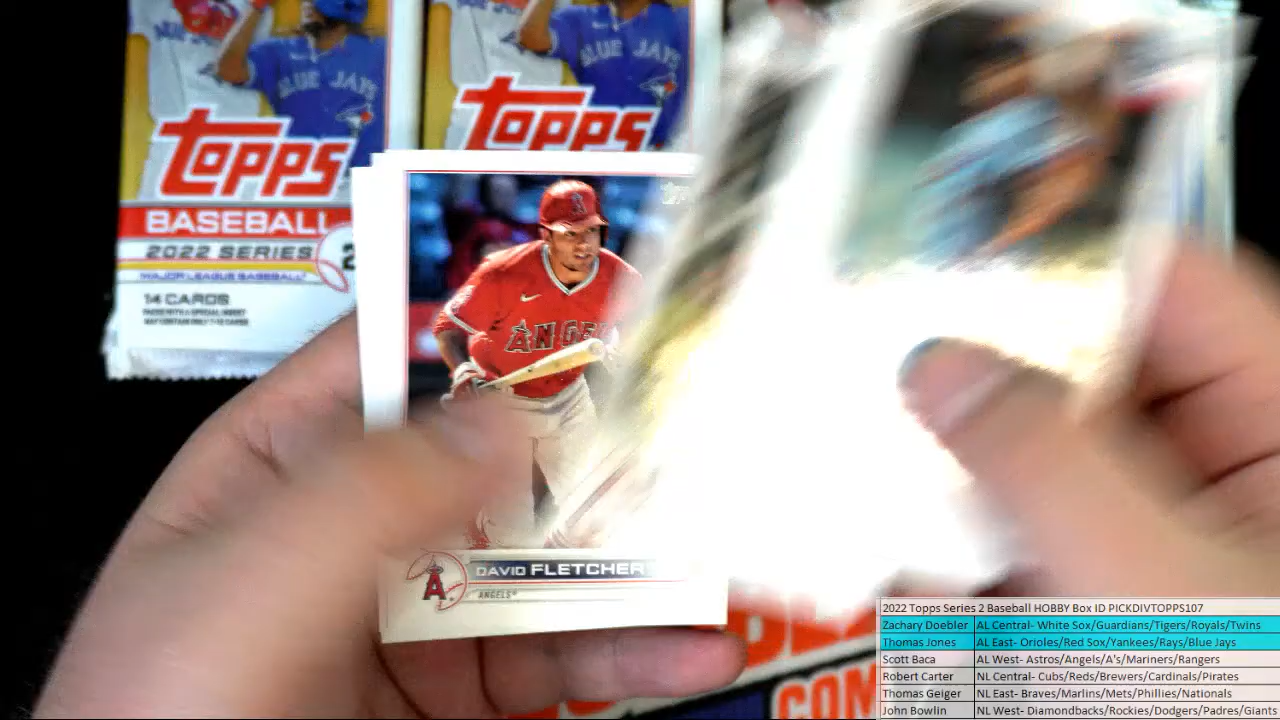 BLUE JAYS
BLUE JAYS
TOPPS
TOPPS
BASEBALL
2022 SERIES 2
MAJOR LEAGUE BASEBALL
14 CARDS
ANGE
DAVID FLETCHER
ANGELS
COM
2022 Topps Series 2 Baseball HOBBY Box ID PICKDIVTOPPS107
Zachary Doebler AL Central- White Sox/Guardians/Tigers/Royals/Twins
Thomas Jones AL East- Orioles/Red Sox/Yankees/Rays/Blue Jays
Scott Baca AL West- Astros/Angels/A's/Mariners/Rangers
Robert Carter NL Central- Cubs/Reds/Brewers/Cardinals/Pirates
Thomas Geiger NL East- Braves/Marlins/Mets/Phillies/Nationals
John Bowlin NL West- Diamondbacks/Rockies/Dodgers/Padres/Giants